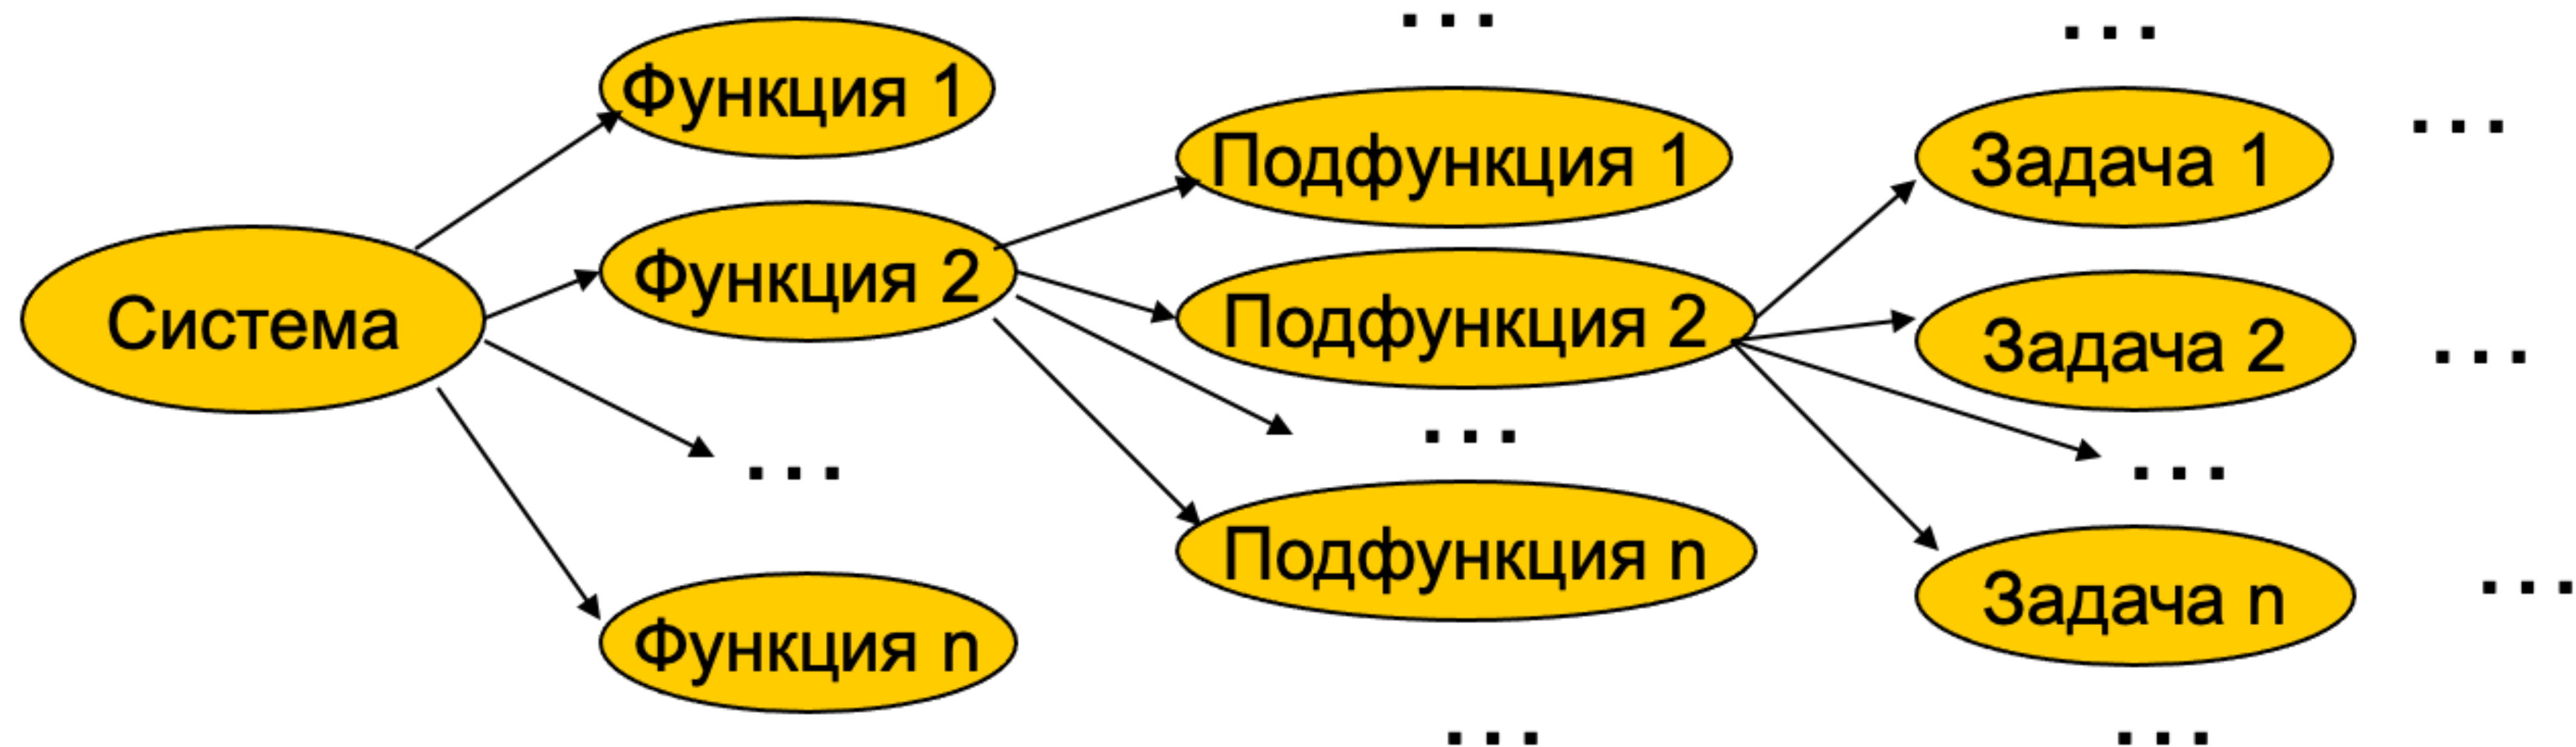 Система
Функция 1
Функция 2
...
Функция n
...
Подфункция 1
Подфункция 2
...
Подфункция n
...
...
Задача 1
Задача 2
...
Задача n
...
...
...
...